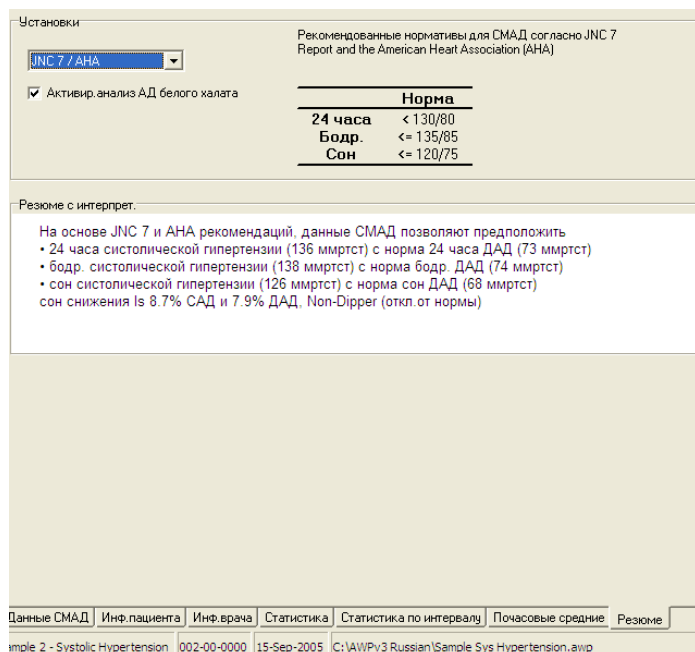 Установки
JNC 7 / AHA
Активир.анализ АД белого халата
Рекомендованные нормативы для СМАД согласно JNC 7
Report and the American Heart Association (AHA)
Норма
24 часа < 130/80
Бодр. <= 135/85
Сон <= 120/75
Резюме с интерпрет.
На основе JNC 7 и АНА рекомендаций, данные СМАД позволяют предположить
• 24 часа систолической гипертензии (136 ммртст) с норма 24 часа ДАД (73 ммртст)
• бодр. систолической гипертензии (138 ммртст) с норма бодр. ДАД (74 ммртст)
• сон систолической гипертензии (126 ммртст) с норма сон ДАД (68 ммртст)
сон снижения Is 8.7% САД и 7.9% ДАД, Non-Dipper (откл.от нормы)
Данные СМАД Инф.пациента Инф.врача Статистика Статистика по интервалу Почасовые средние Резюме
ample 2 - Systolic Hypertension 002-00-0000 15-Sep-2005 C:\AWPv3 Russian\Sample Sys Hypertension.awp